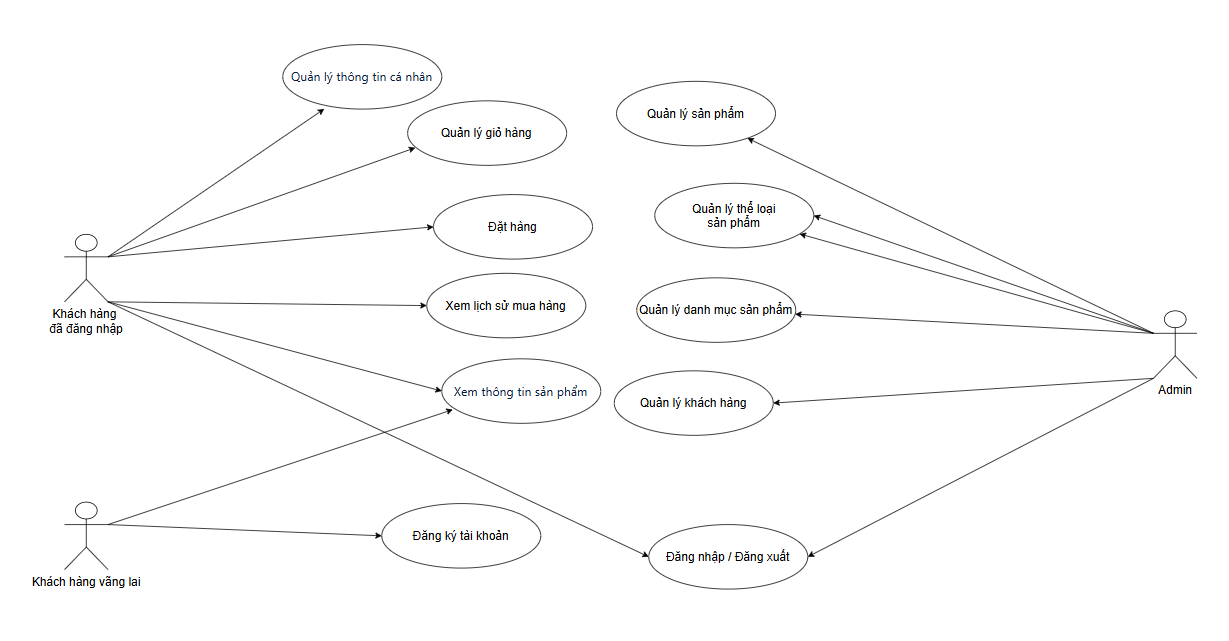 Quản lý thông tin cá nhân
Quản lý giỏ hàng
Quản lý sản phẩm
Đặt hàng
Quản lý thể loại
sản phẩm
Khách hàng
đã đăng nhập
Xem lịch sử mua hàng
Quản lý danh mục sản phẩm
Xem thông tin sản phẩm
Quản lý khách hàng
Admin
Đăng ký tài khoản
Đăng nhập / Đăng xuất
Khách hàng vãng lai